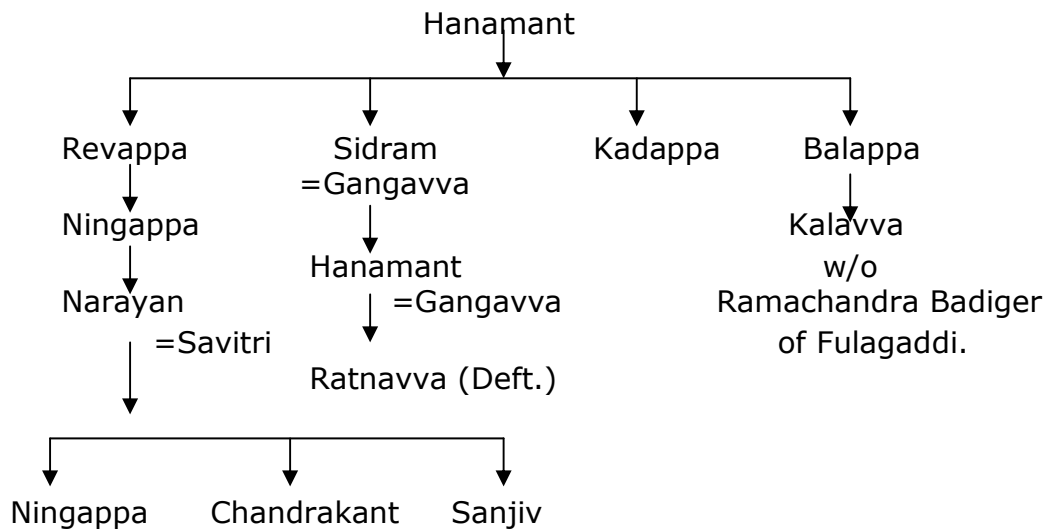 Hanamant
Revappa Sidram Kadappa Balappa
=Gangavva
Ningappa Kalavva
Hanamant w/o
Narayan =Gangavva Ramachandra Badiger
=Savitri of Fulagaddi.
Ratnavva (Deft.)
Ningappa Chandrakant Sanjiv